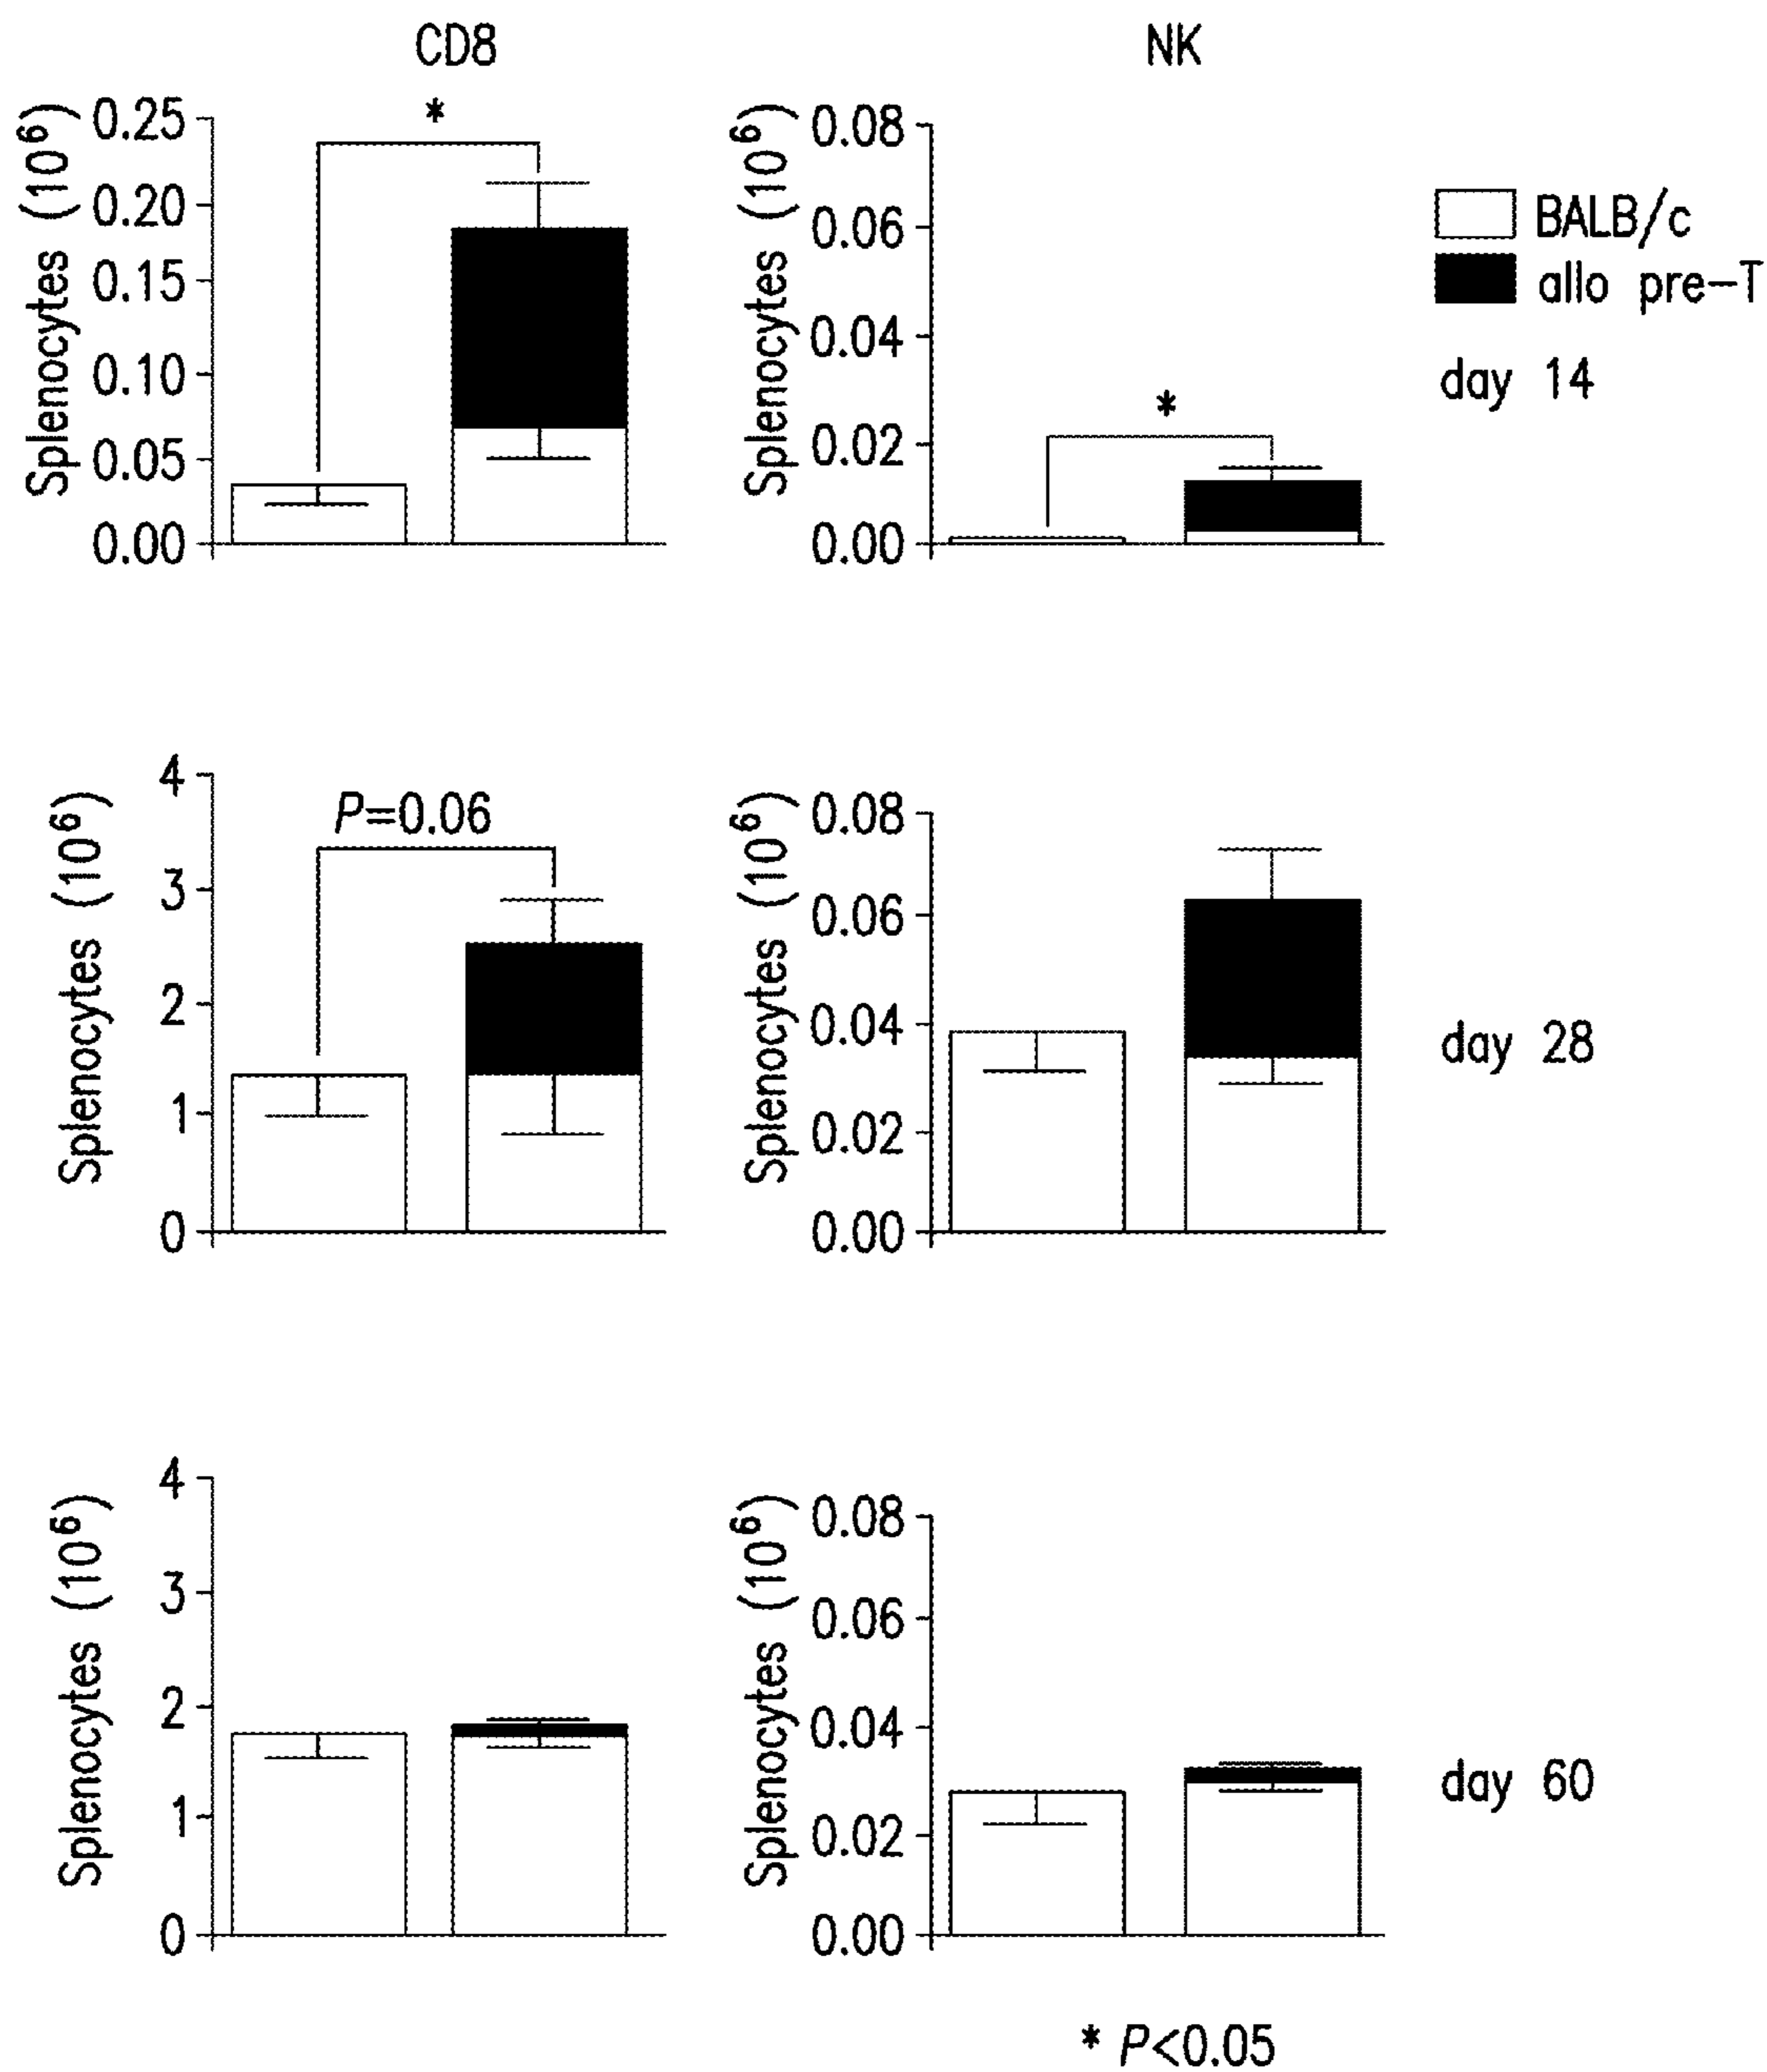 CD8
*
Splenocytes (10⁶)
0.25
0.20
0.15
0.10
0.05
0.00
NK
*
Splenocytes (10⁶)
0.08
0.06
0.04
0.02
0.00
BALB/c
allo pre-T
day 14
P=0.06
Splenocytes (10⁶)
4
3
2
1
0
Splenocytes (10⁶)
0.08
0.06
0.04
0.02
0.00
day 28
Splenocytes (10⁶)
4
3
2
1
0
Splenocytes (10⁶)
0.08
0.06
0.04
0.02
0.00
day 60
* P<0.05